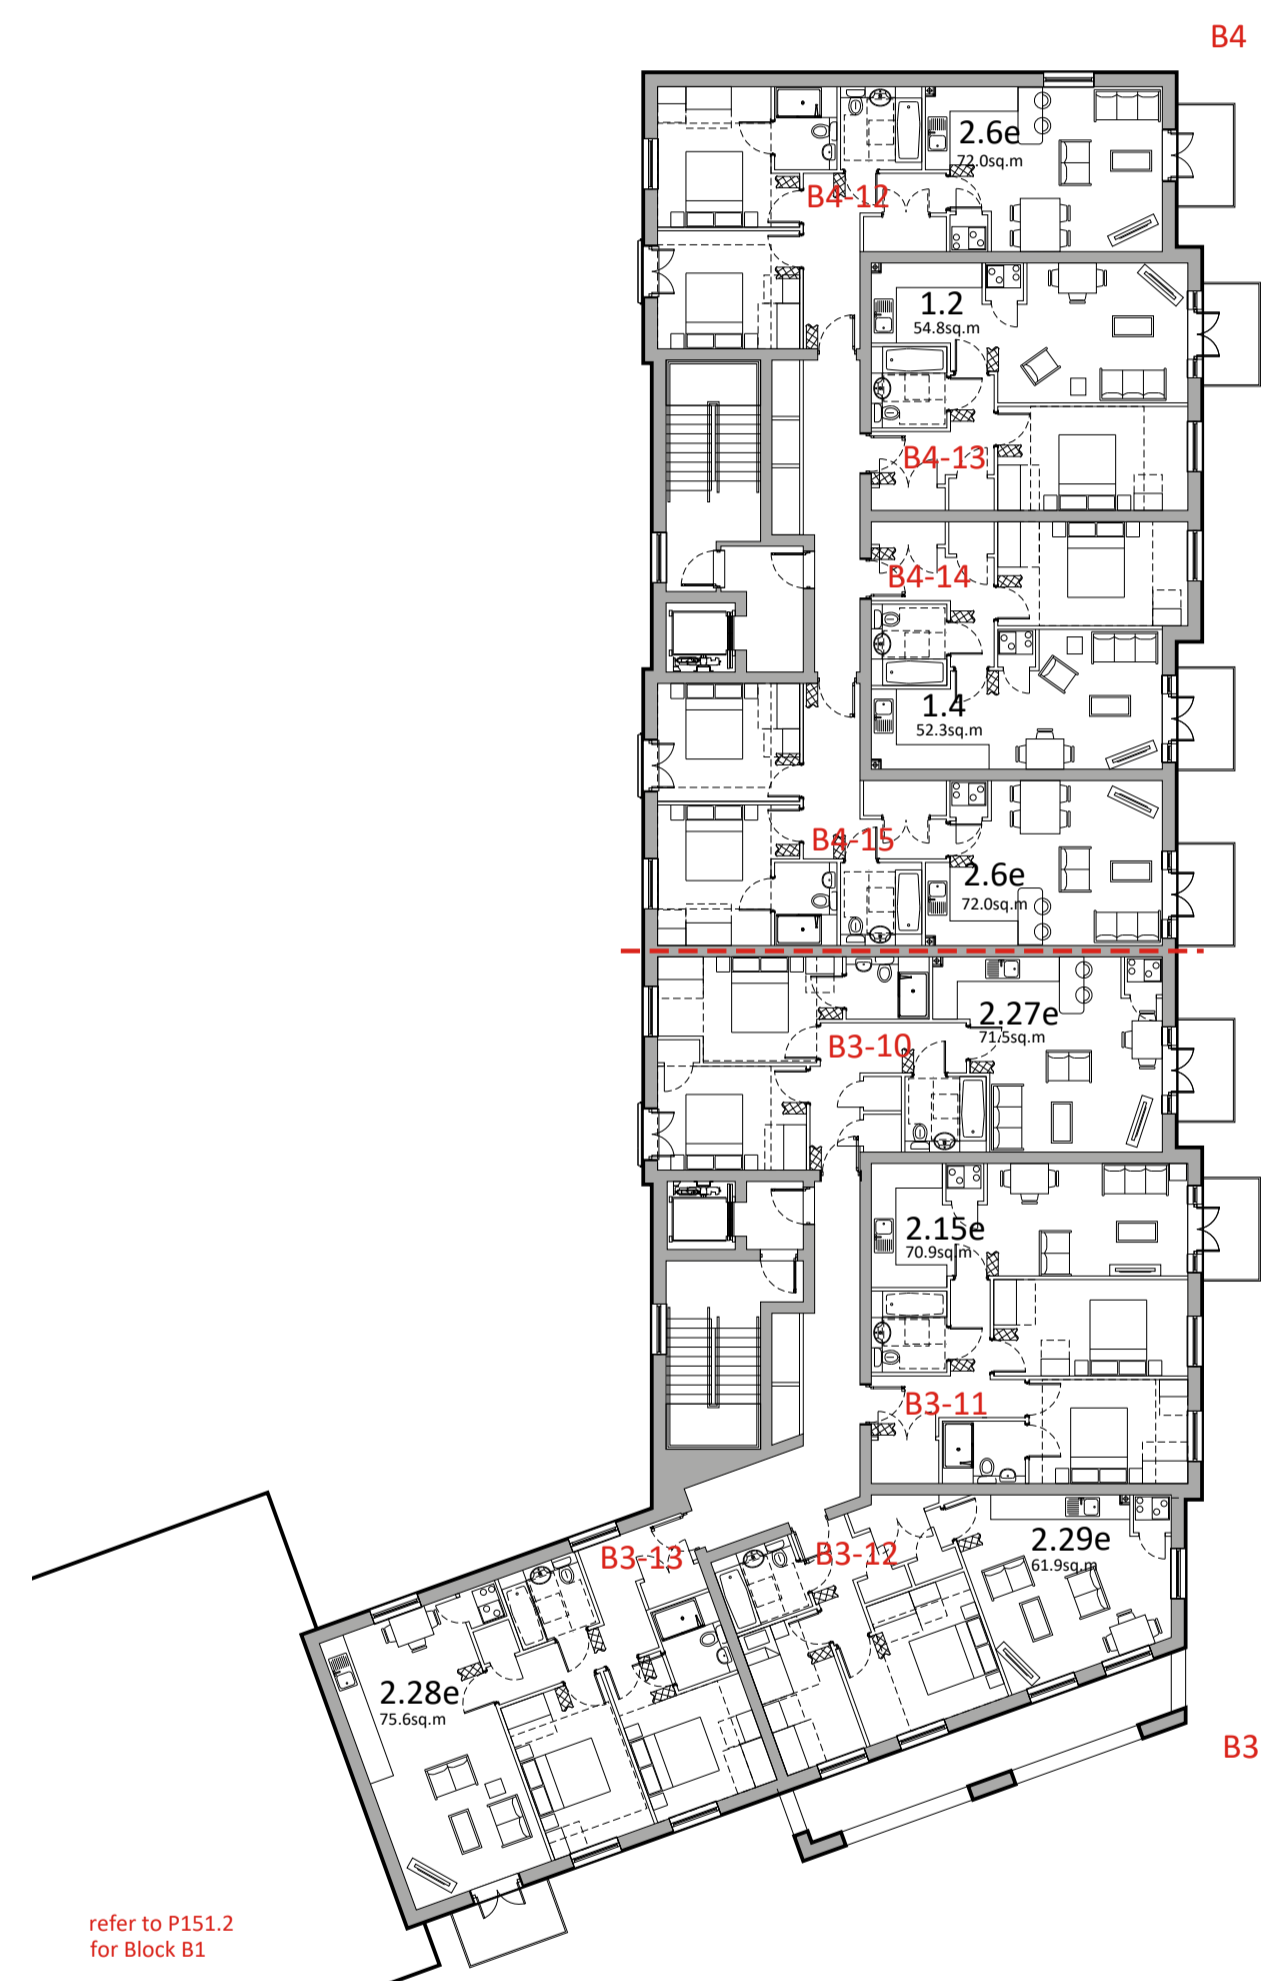 B4
2.6e
72.0sq.m
B4-12
1.2
54.8sq.m
B4-13
B4-14
1.4
52.3sq.m
B4-15
2.6e
72.0sq.m
2.27e
71.5sq.m
B3-10
2.15e
70.9sq.m
B3-11
2.29e
61.9sq.m
B3-13
B3-12
2.28e
75.6sq.m
B3
refer to P151.2
for Block B1